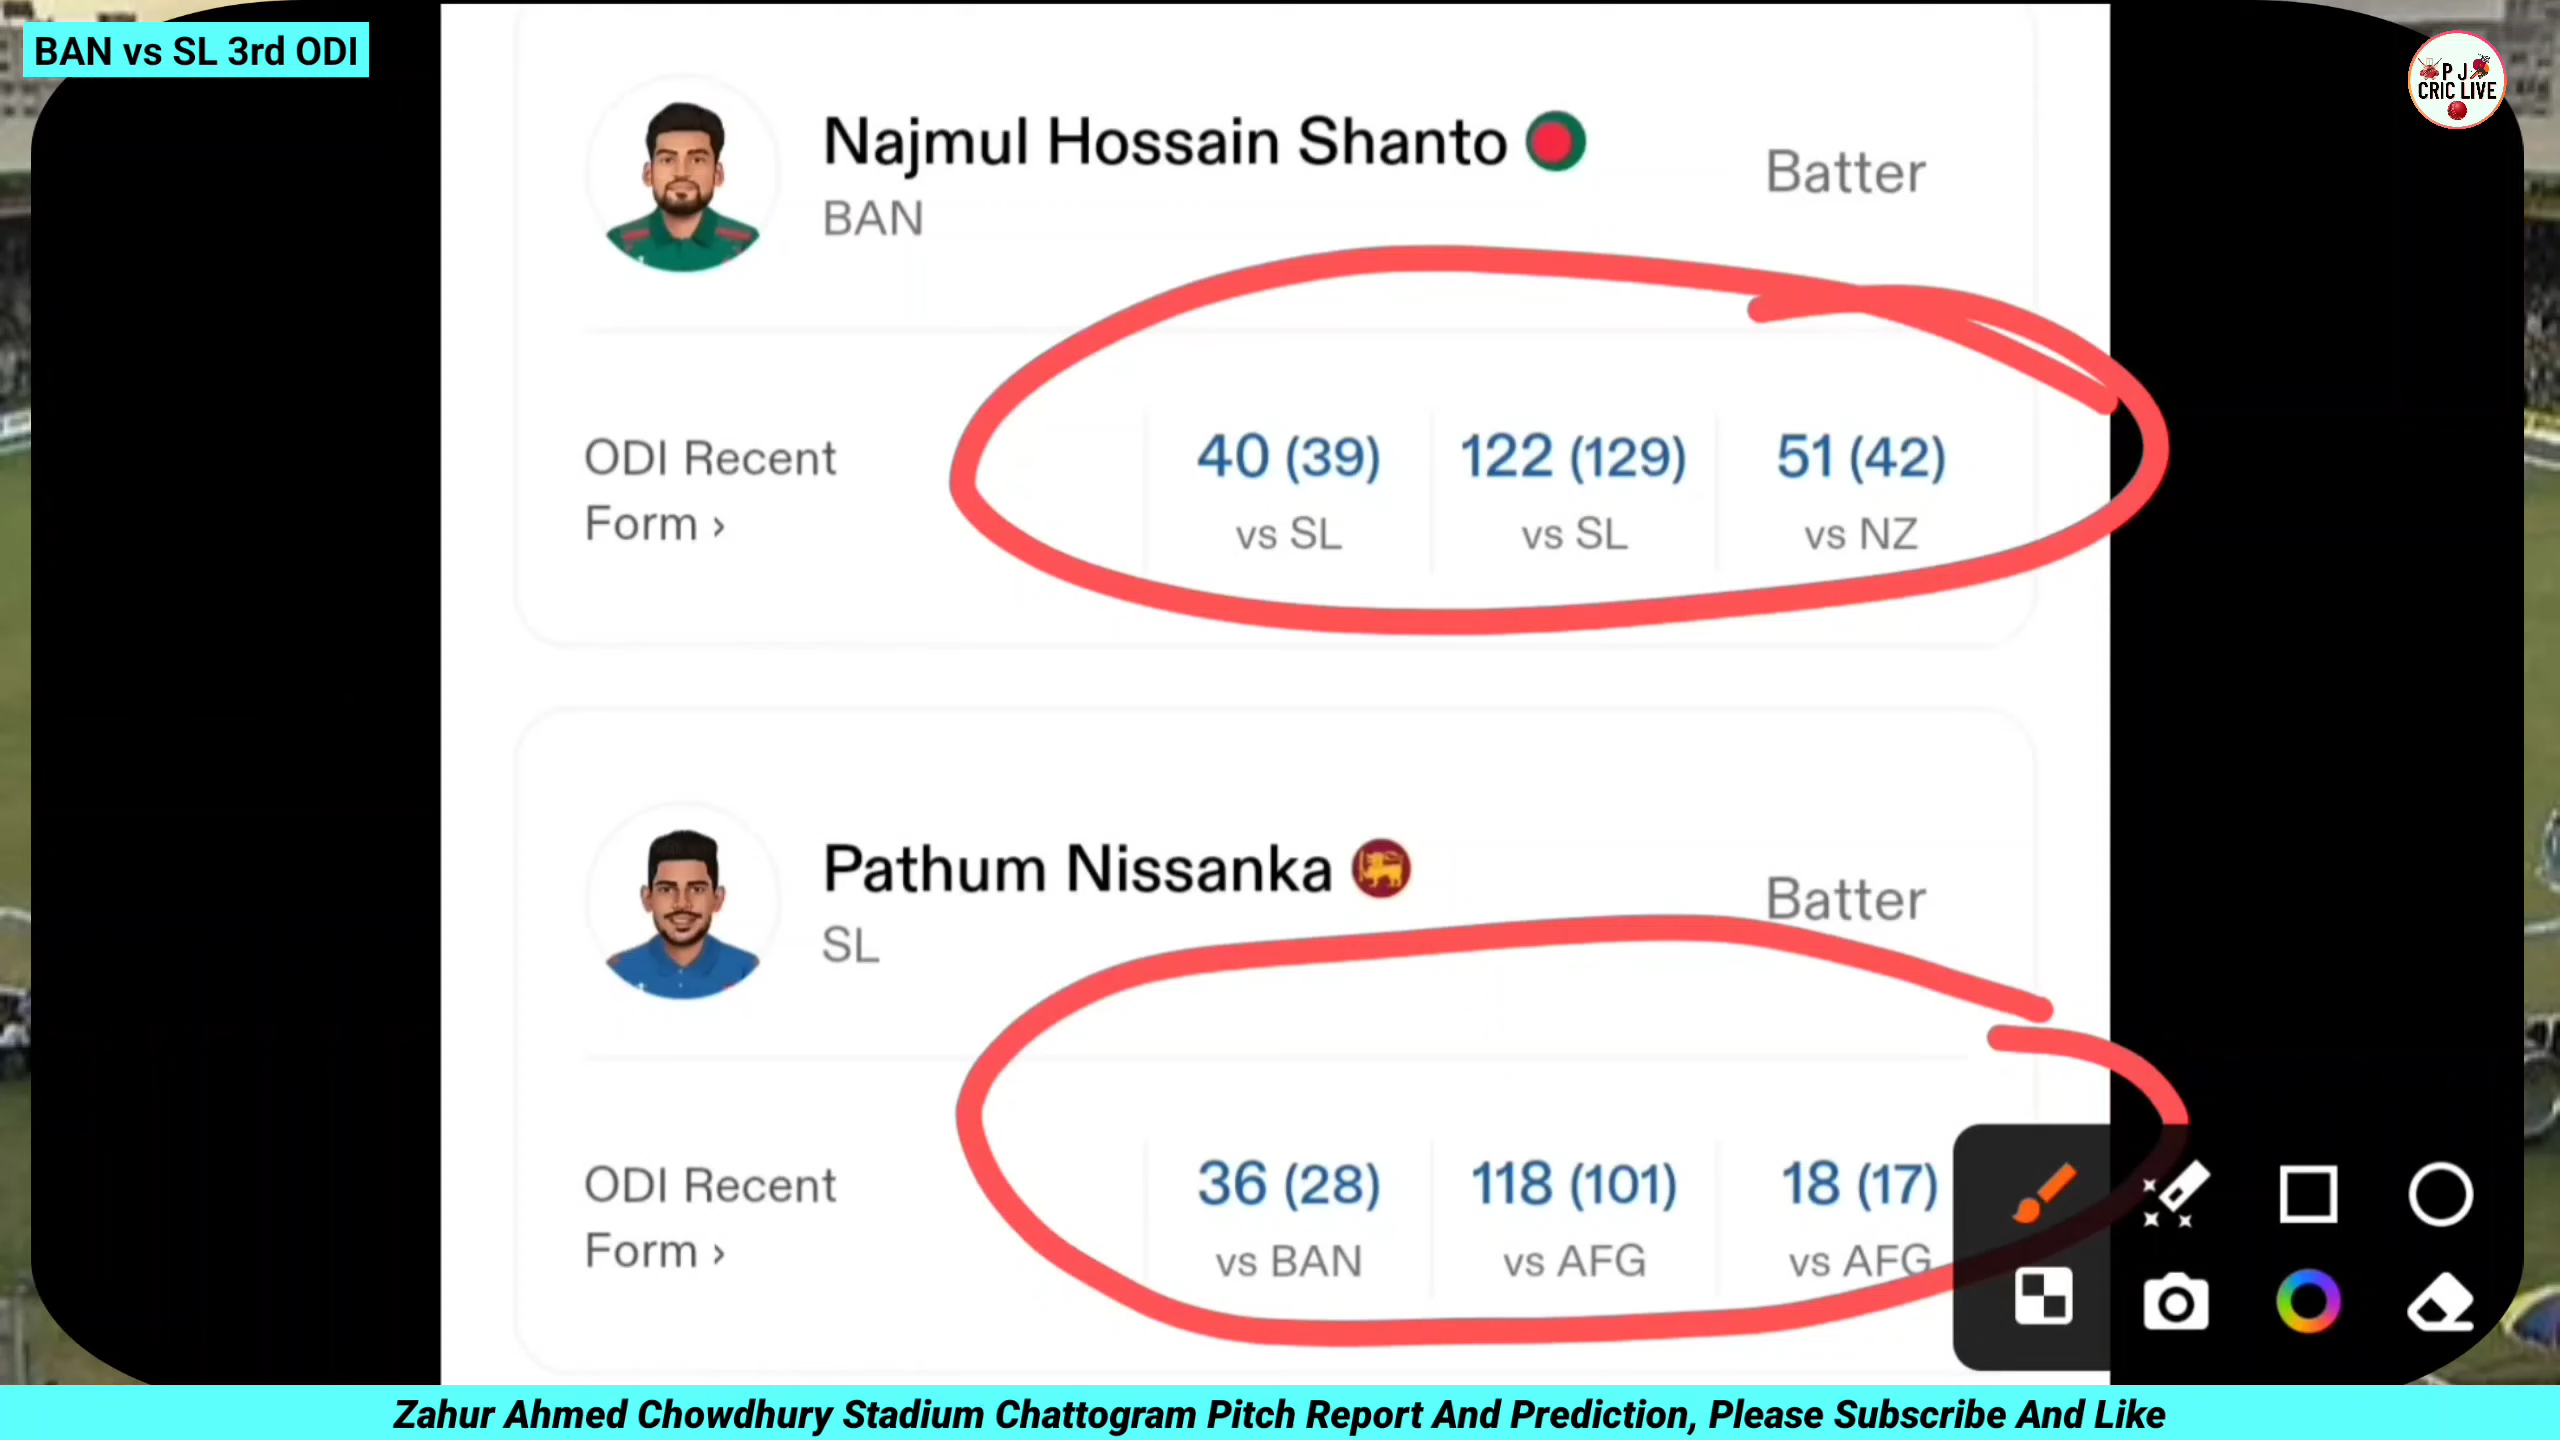 BAN vs SL 3rd ODI
P J
CRIC LIVE
Najmul Hossain Shanto
BAN
Batter
ODI Recent
Form ›
40 (39)
vs SL
122 (129)
vs SL
51 (42)
vs NZ
Pathum Nissanka
SL
Batter
ODI Recent
Form ›
36 (28)
vs BAN
118 (101)
vs AFG
18 (17)
vs AFG
Zahur Ahmed Chowdhury Stadium Chattogram Pitch Report And Prediction, Please Subscribe And Like